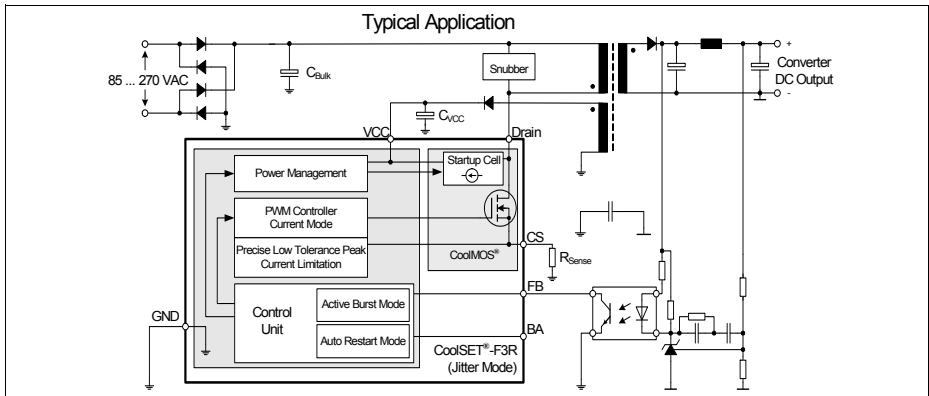 Typical Application
85 ... 270 VAC
C_Bulk
Snubber
+
Converter
DC Output
-
C_VCC
VCC
Drain
Power Management
Startup Cell
PWM Controller
Current Mode
Precise Low Tolerance Peak
Current Limitation
CoolMOS®
CS
R_Sense
FB
GND
Control
Unit
Active Burst Mode
Auto Restart Mode
BA
CoolSET®-F3R
(Jitter Mode)